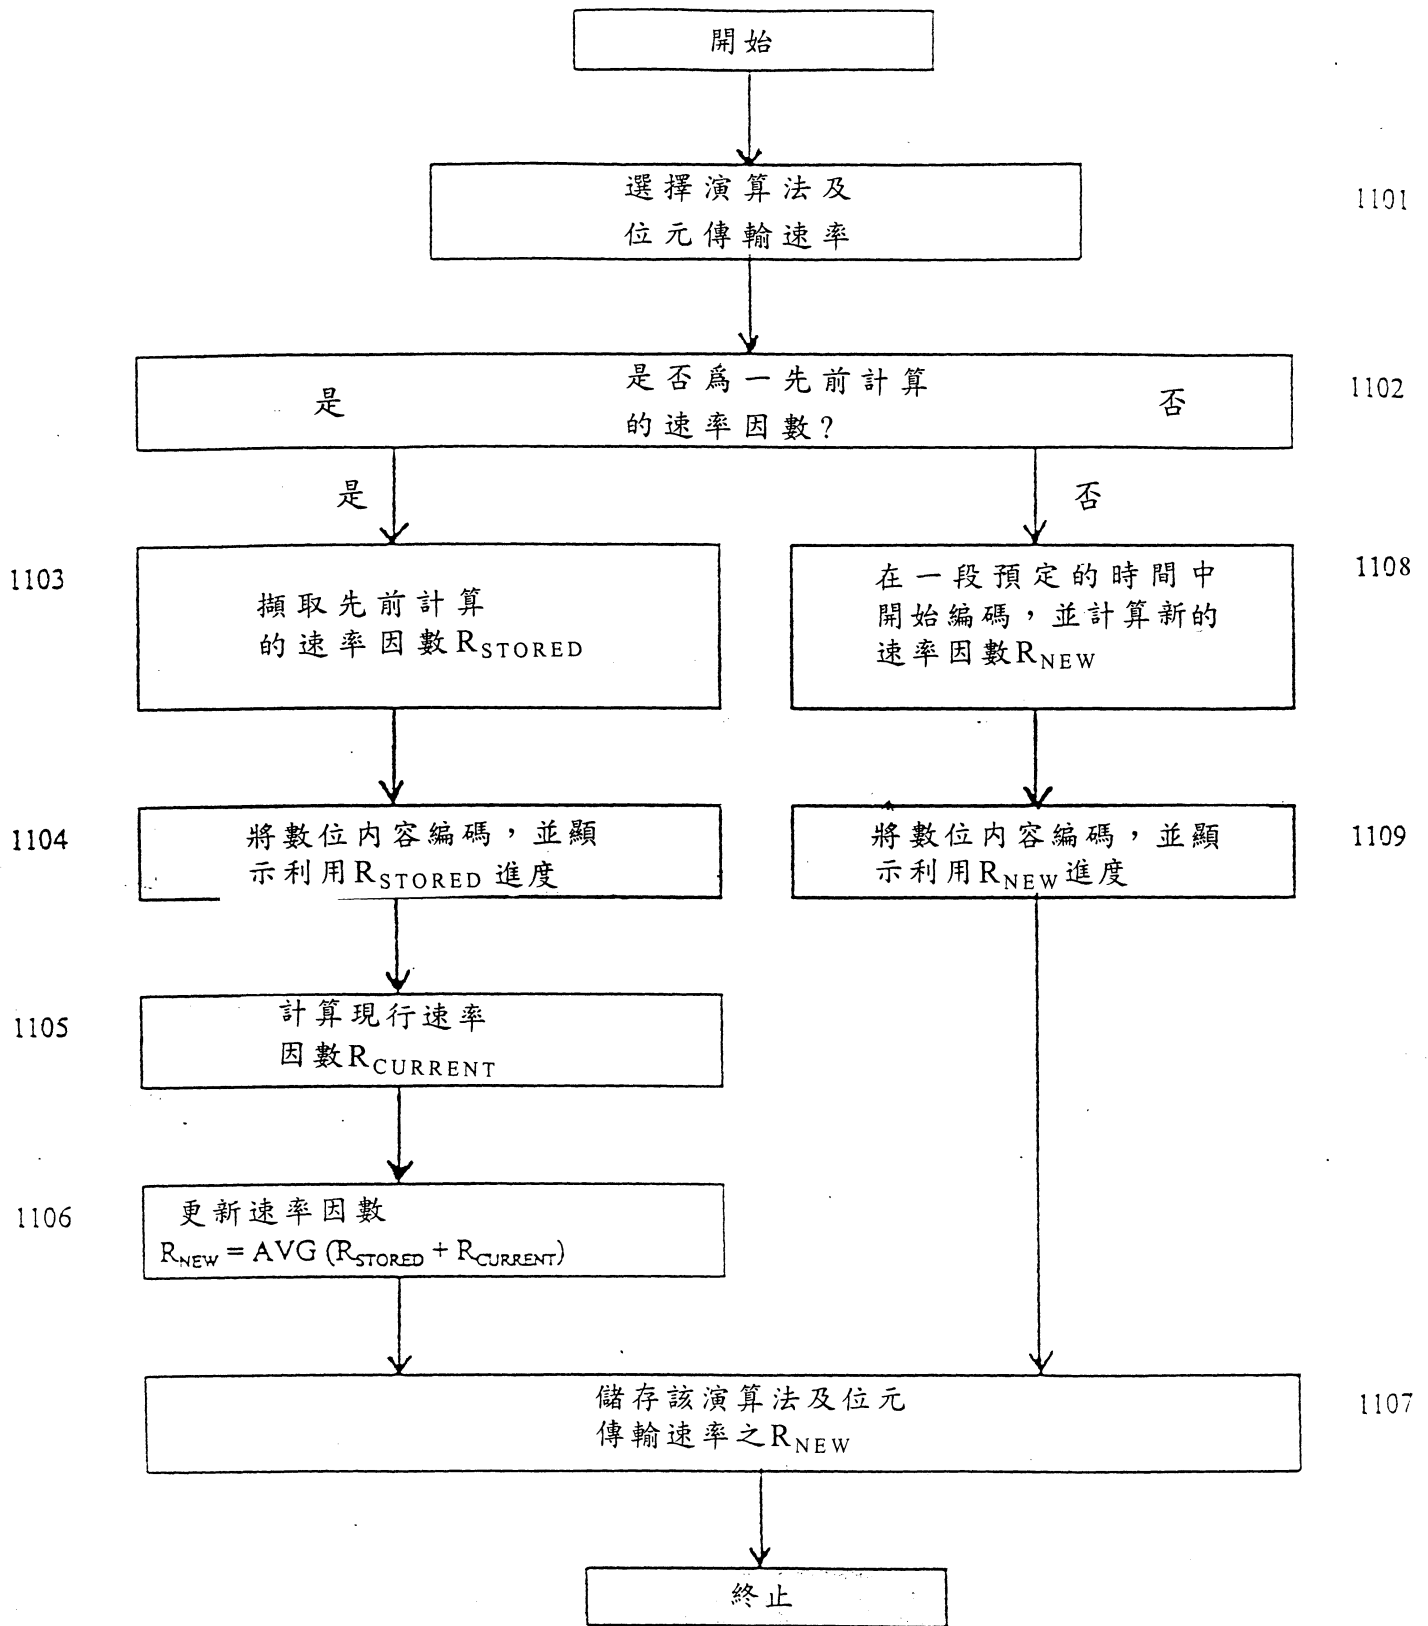 開始
選擇演算法及
位元傳輸速率
1101
是否爲一先前計算
的速率因數?
是
否
1102
是
否
1103
擷取先前計算
的速率因數RSTORED
在一段預定的時間中
開始編碼,並計算新的
速率因數RNEW
1108
1104
將數位内容編碼,並顯
示利用RSTORED 進度
將數位内容編碼,並顯
示利用RNEW進度
1109
1105
計算現行速率
因數RCURRENT
1106
更新速率因數
RNEW = AVG (RSTORED + RCURRENT)
儲存該演算法及位元
傳輸速率之RNEW
1107
終止